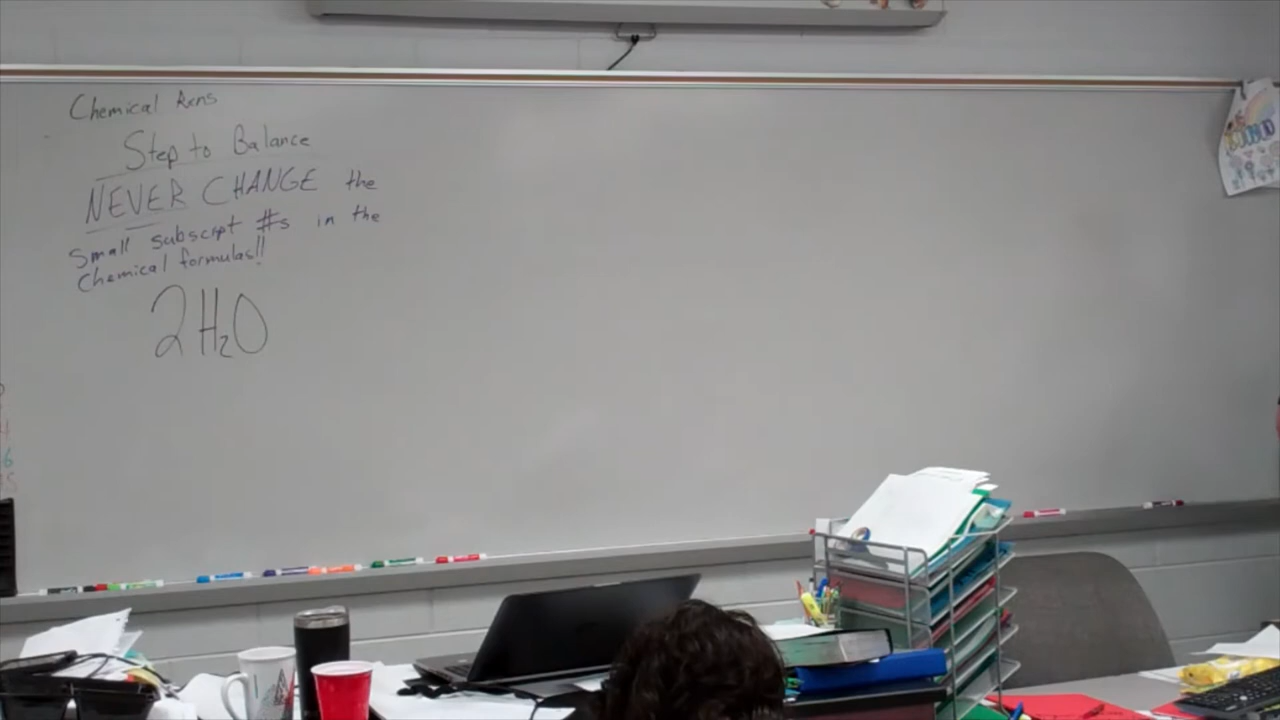 Chemical Rxns
Step to Balance
NEVER CHANGE the
Small subscript #s in the
Chemical formulas!!
2H₂O